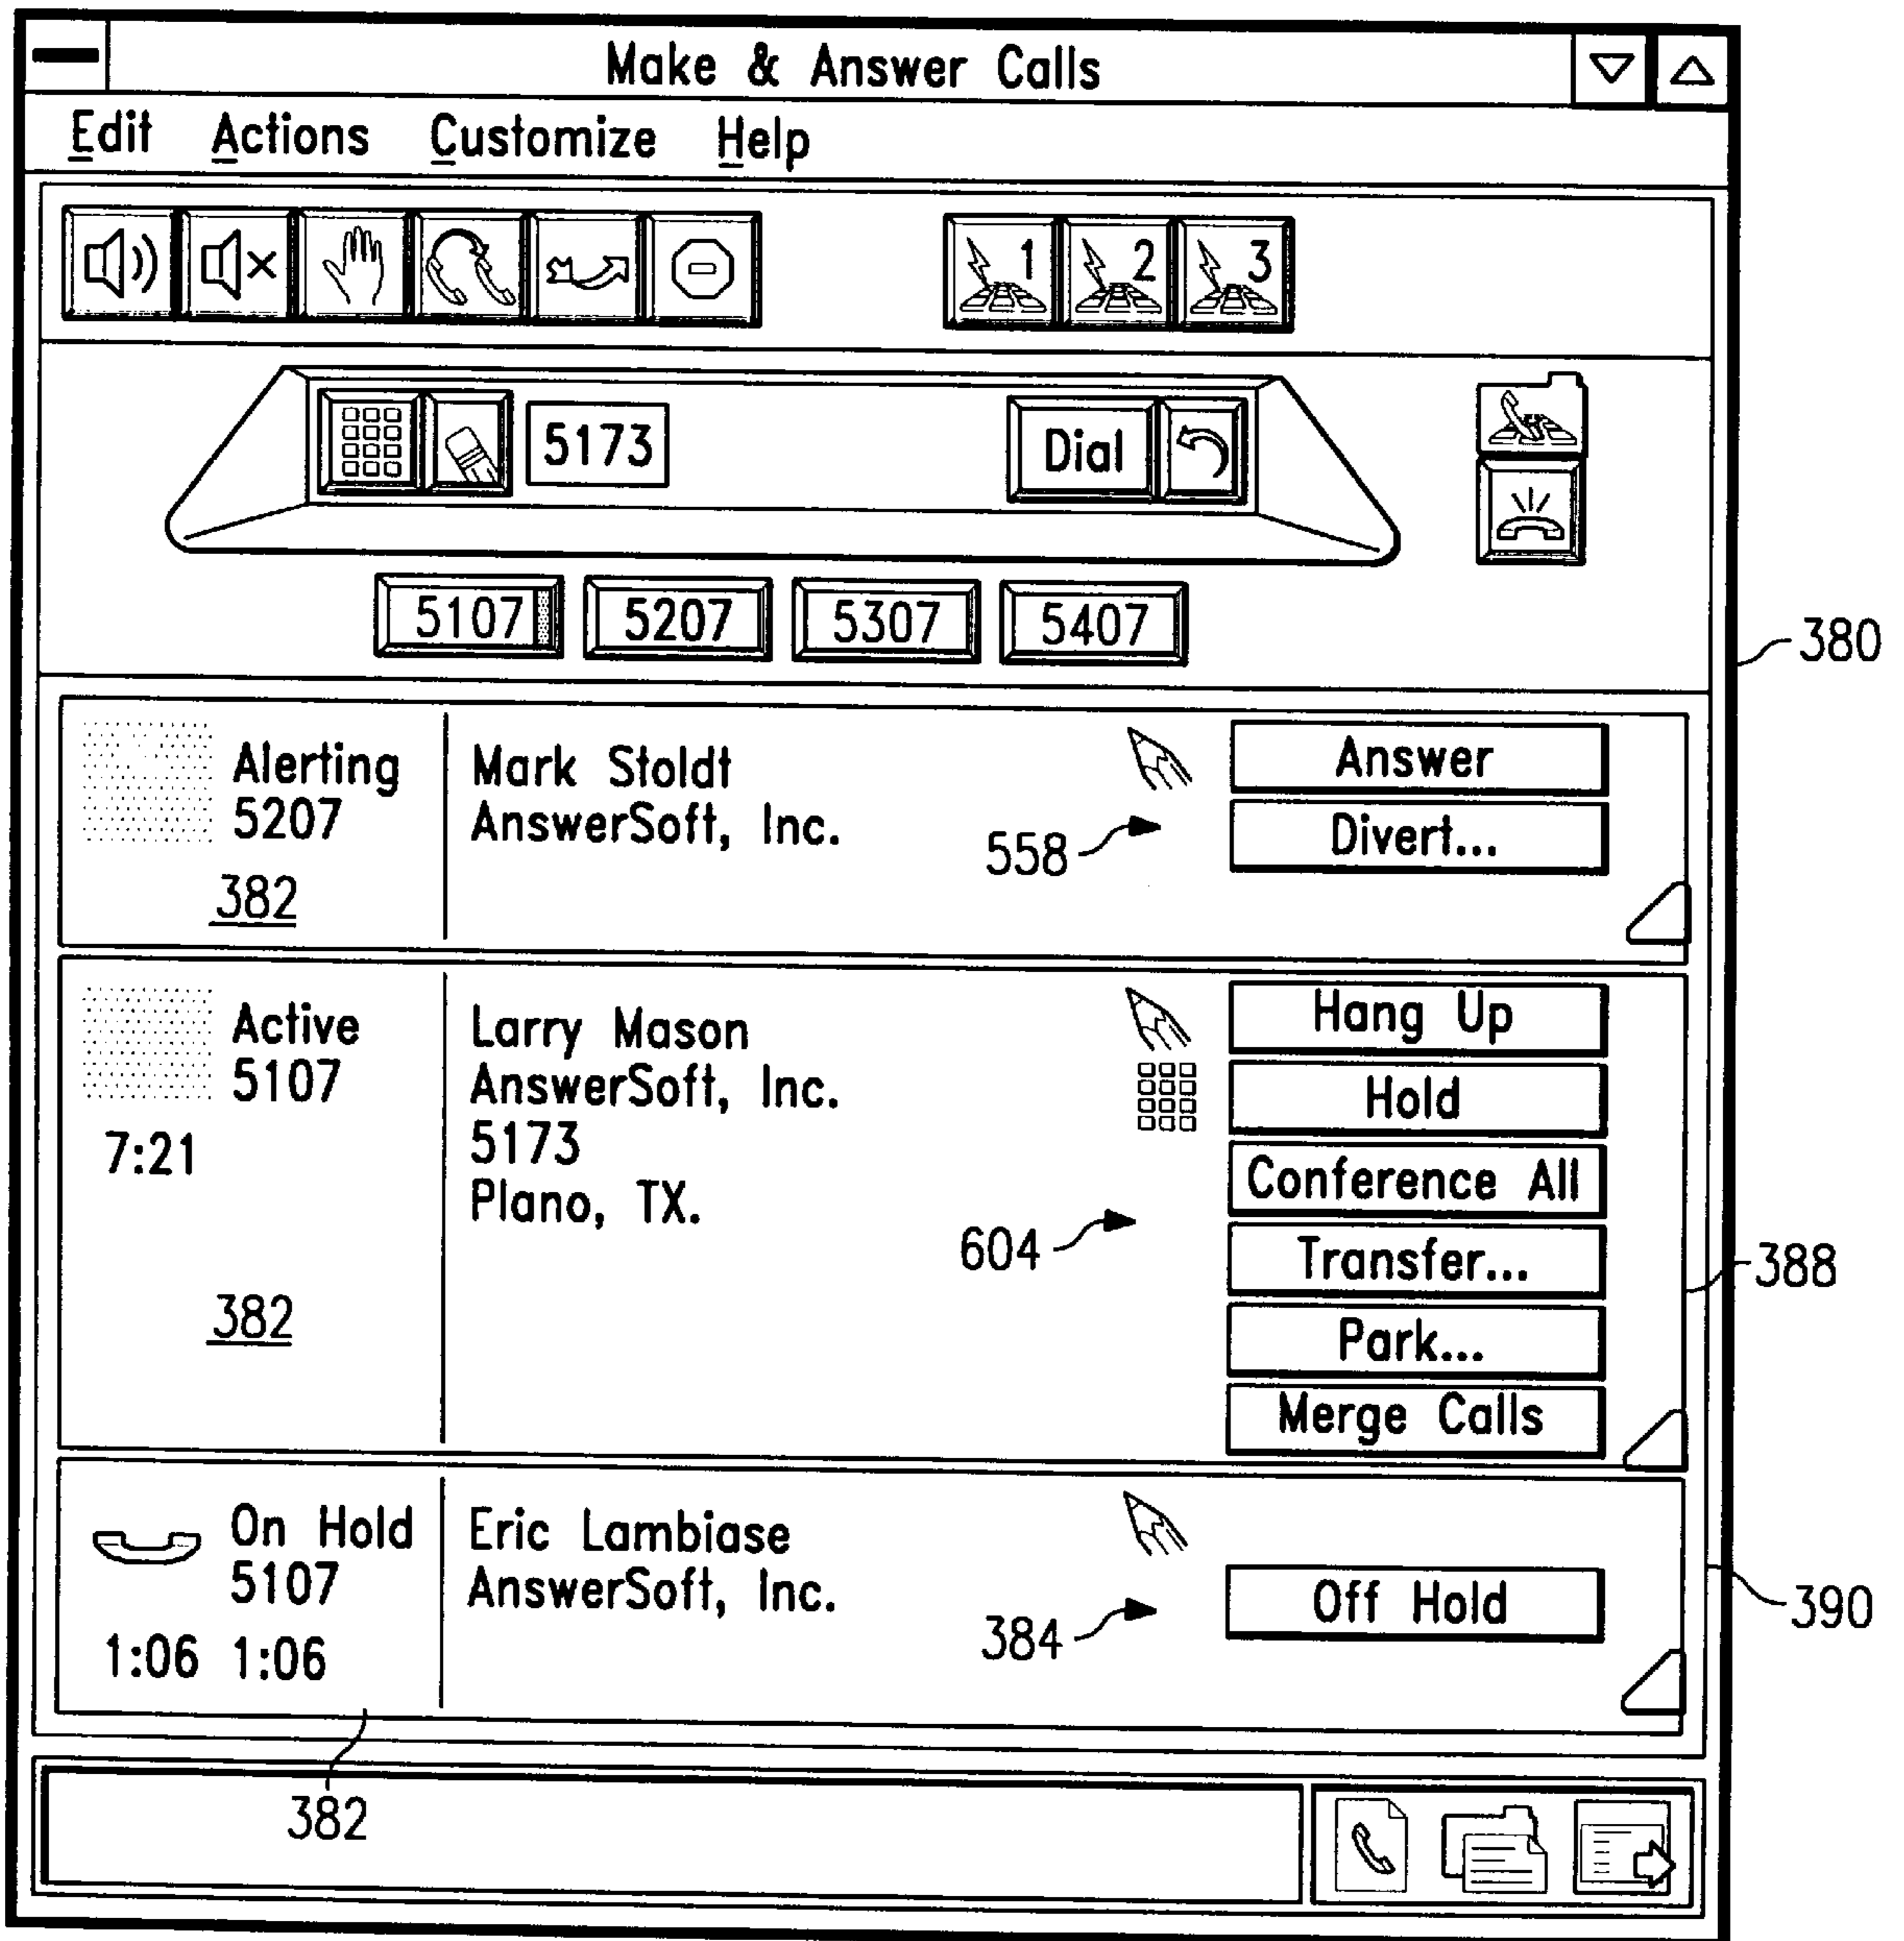 Make & Answer Calls
Edit Actions Customize Help
1 2 3
5173 Dial
5107 5207 5307 5407
380
Alerting
5207
382
Mark Stoldt
AnswerSoft, Inc.
558
Answer
Divert...
Active
5107
7:21
382
Larry Mason
AnswerSoft, Inc.
5173
Plano, TX.
604
Hang Up
Hold
Conference All
Transfer...
Park...
Merge Calls
388
On Hold
5107
1:06 1:06
Eric Lambiase
AnswerSoft, Inc.
384
Off Hold
390
382